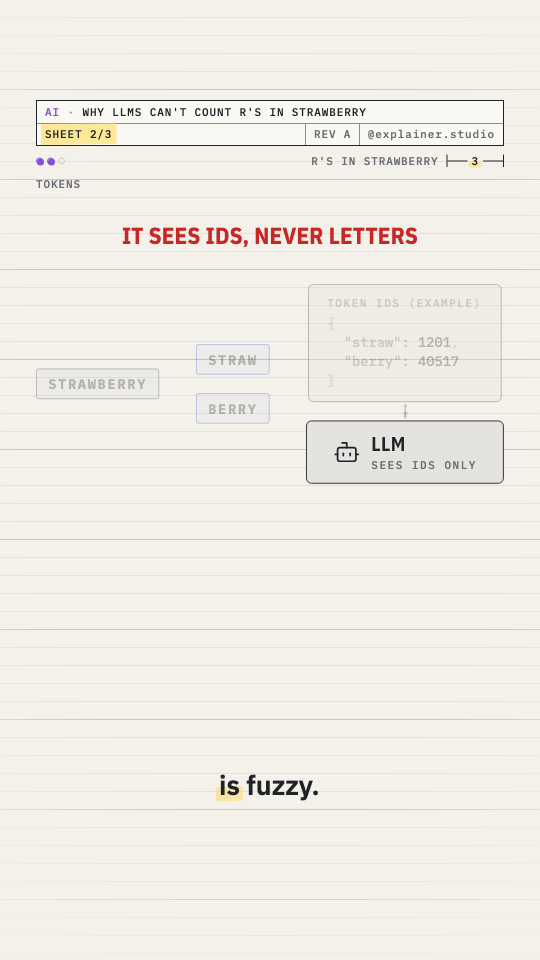 AI · WHY LLMS CAN'T COUNT R'S IN STRAWBERRY
SHEET 2/3 REV A @explainer.studio
R'S IN STRAWBERRY 3
TOKENS
IT SEES IDS, NEVER LETTERS
TOKEN IDS (EXAMPLE)
{
"straw": 1201,
"berry": 40517
}
STRAW
STRAWBERRY
BERRY
LLM
SEES IDS ONLY
is fuzzy.